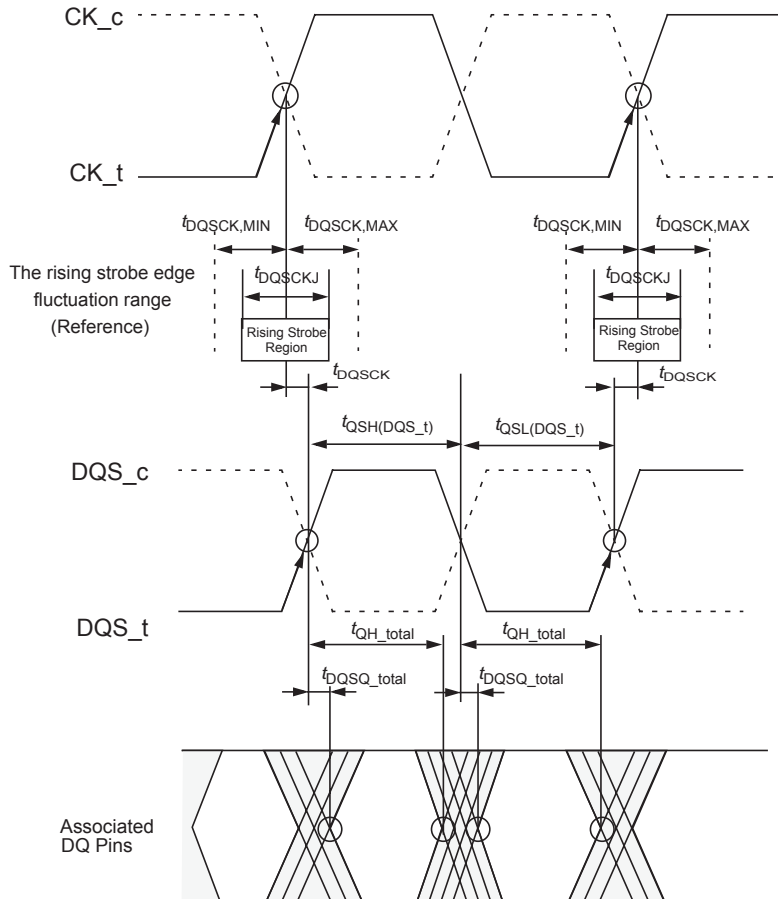 CK_c
CK_t
tDQSCK,MIN tDQSCK,MAX tDQSCK,MIN tDQSCK,MAX
The rising strobe edge
fluctuation range
(Reference)
tDQSCKJ tDQSCKJ
Rising Strobe
Region
Rising Strobe
Region
tDQSCK tDQSCK
tQSH(DQS_t) tQSL(DQS_t)
DQS_c
DQS_t
tQH_total tQH_total
tDQSQ_total tDQSQ_total
Associated
DQ Pins